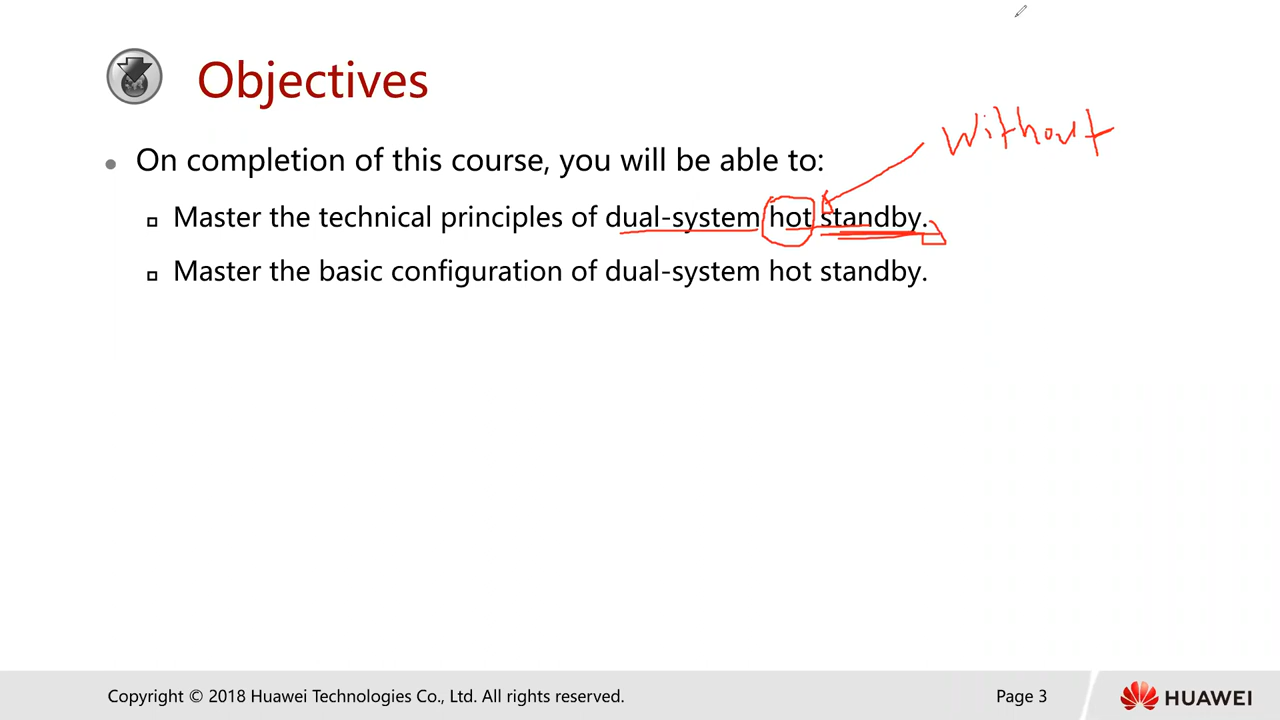 Objectives
Without
On completion of this course, you will be able to:
Master the technical principles of dual-system hot standby.
Master the basic configuration of dual-system hot standby.
Copyright © 2018 Huawei Technologies Co., Ltd. All rights reserved.
Page 3
HUAWEI